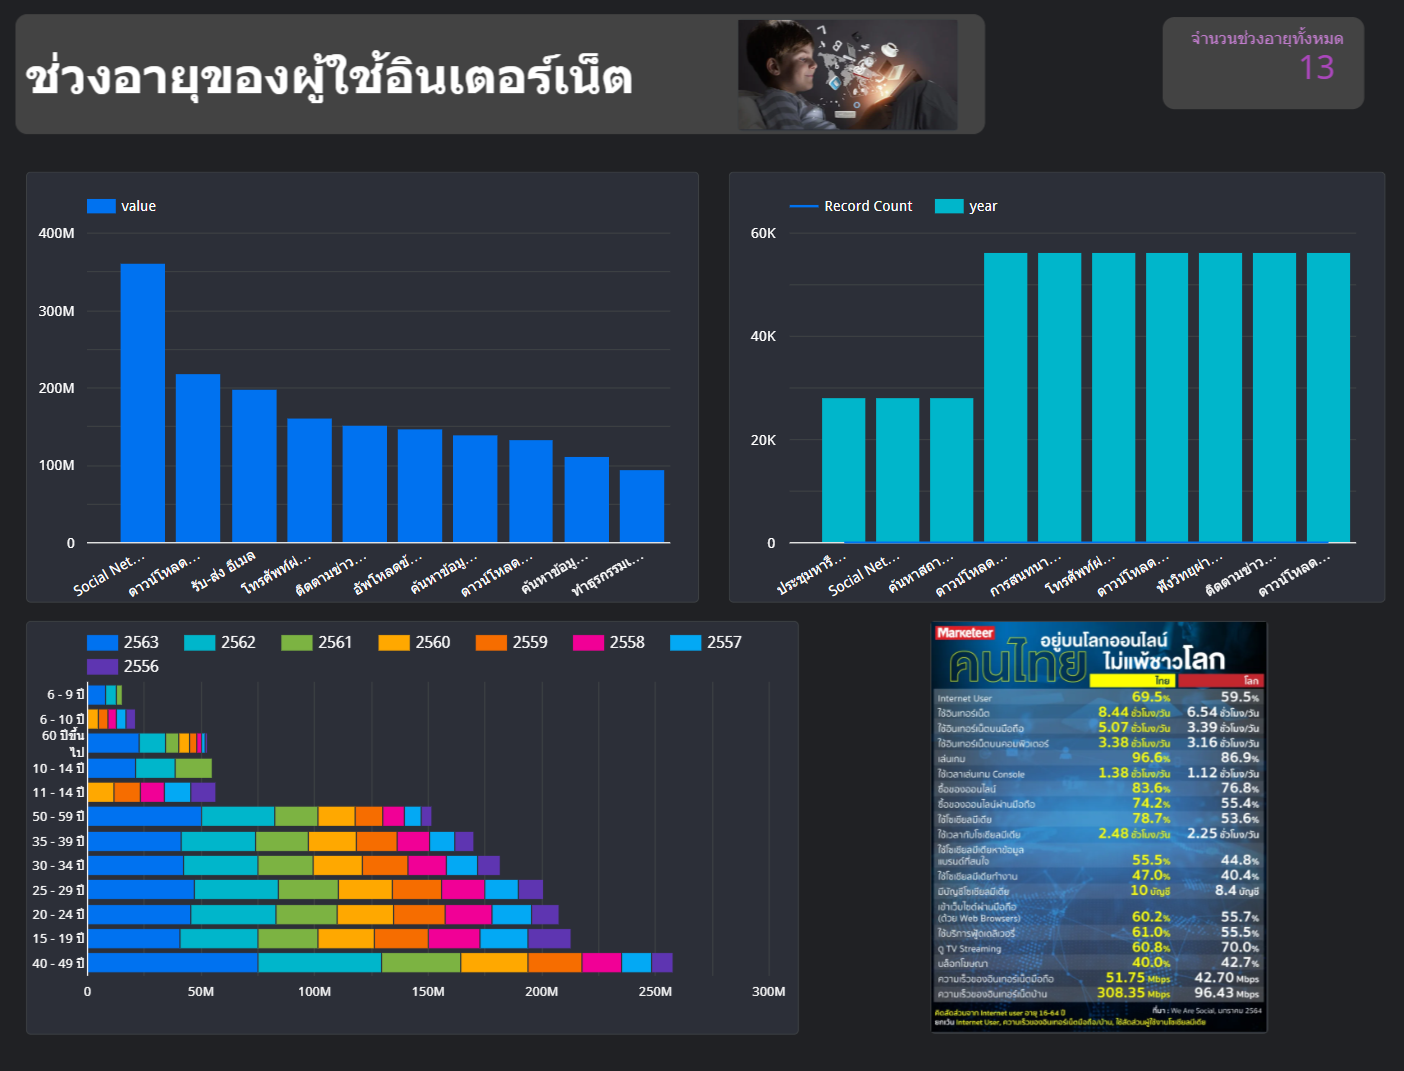 ช่วงอายุของผู้ใช้อินเตอร์เน็ต
จำนวนช่วงอายุทั้งหมด
13
value
400M
300M
200M
100M
0
Social Net...
ดาวน์โหลด...
รับ-ส่ง อีเมล
โทรศัพท์ผ่...
ติดตามข่าว...
อัพโหลดข้...
ค้นหาข้อมู...
ดาวน์โหลด...
ค้นหาข้อมู...
ทำธุรกรรมเ...
Record Count
year
60K
40K
20K
0
ประชุมหารื...
Social Net...
ค้นหาสถา...
ดาวน์โหลด...
การสนทนา...
โทรศัพท์ผ่...
ดาวน์โหลด...
ฟังวิทยุผ่า...
ติดตามข่าว...
ดาวน์โหลด...
2563 2562 2561 2560 2559 2558 2557
2556
6 - 9 ปี
6 - 10 ปี
60 ปีขึ้น
ไป
10 - 14 ปี
11 - 14 ปี
50 - 59 ปี
35 - 39 ปี
30 - 34 ปี
25 - 29 ปี
20 - 24 ปี
15 - 19 ปี
40 - 49 ปี
0 50M 100M 150M 200M 250M 300M
Marketeer
อยู่บนโลกออนไลน์
คนไทย ไม่แพ้ชาวโลก
ไทย โลก
Internet User 69.5% 59.5%
ใช้อินเทอร์เน็ต 8.44 ชั่วโมง/วัน 6.54 ชั่วโมง/วัน
ใช้อินเทอร์เน็ตบนมือถือ 5.07 ชั่วโมง/วัน 3.39 ชั่วโมง/วัน
ใช้อินเทอร์เน็ตบนคอมพิวเตอร์ 3.38 ชั่วโมง/วัน 3.16 ชั่วโมง/วัน
เล่นเกม 96.6% 86.9%
ใช้เวลาเล่นเกม Console 1.38 ชั่วโมง/วัน 1.12 ชั่วโมง/วัน
ซื้อของออนไลน์ 83.6% 76.8%
ซื้อของออนไลน์ผ่านมือถือ 74.2% 55.4%
ใช้โซเชียลมีเดีย 78.7% 53.6%
ใช้เวลากับโซเชียลมีเดีย 2.48 ชั่วโมง/วัน 2.25 ชั่วโมง/วัน
ใช้โซเชียลมีเดียหาข้อมูล
แบรนด์ที่สนใจ 55.5% 44.8%
ใช้โซเชียลมีเดียทำงาน 47.0% 40.4%
มีบัญชีโซเชียลมีเดีย 10 บัญชี 8.4 บัญชี
เข้าเว็บไซต์ผ่านมือถือ
(ด้วย Web Browsers) 60.2% 55.7%
ใช้บริการฟู้ดเดลิเวอรี่ 61.0% 55.5%
ดู TV Streaming 60.8% 70.0%
บล็อกโฆษณา 40.0% 42.7%
ความเร็วของอินเทอร์เน็ตมือถือ 51.75 Mbps 42.70 Mbps
ความเร็วของอินเทอร์เน็ตบ้าน 308.35 Mbps 96.43 Mbps
คิดสัดส่วนจาก Internet user อายุ 16-64 ปี ที่มา : We Are Social, มกราคม 2564
ยกเว้น Internet User, ความเร็วของอินเทอร์เน็ตมือถือ/บ้าน, ใช้สัดส่วนผู้ใช้งานโซเชียลมีเดีย